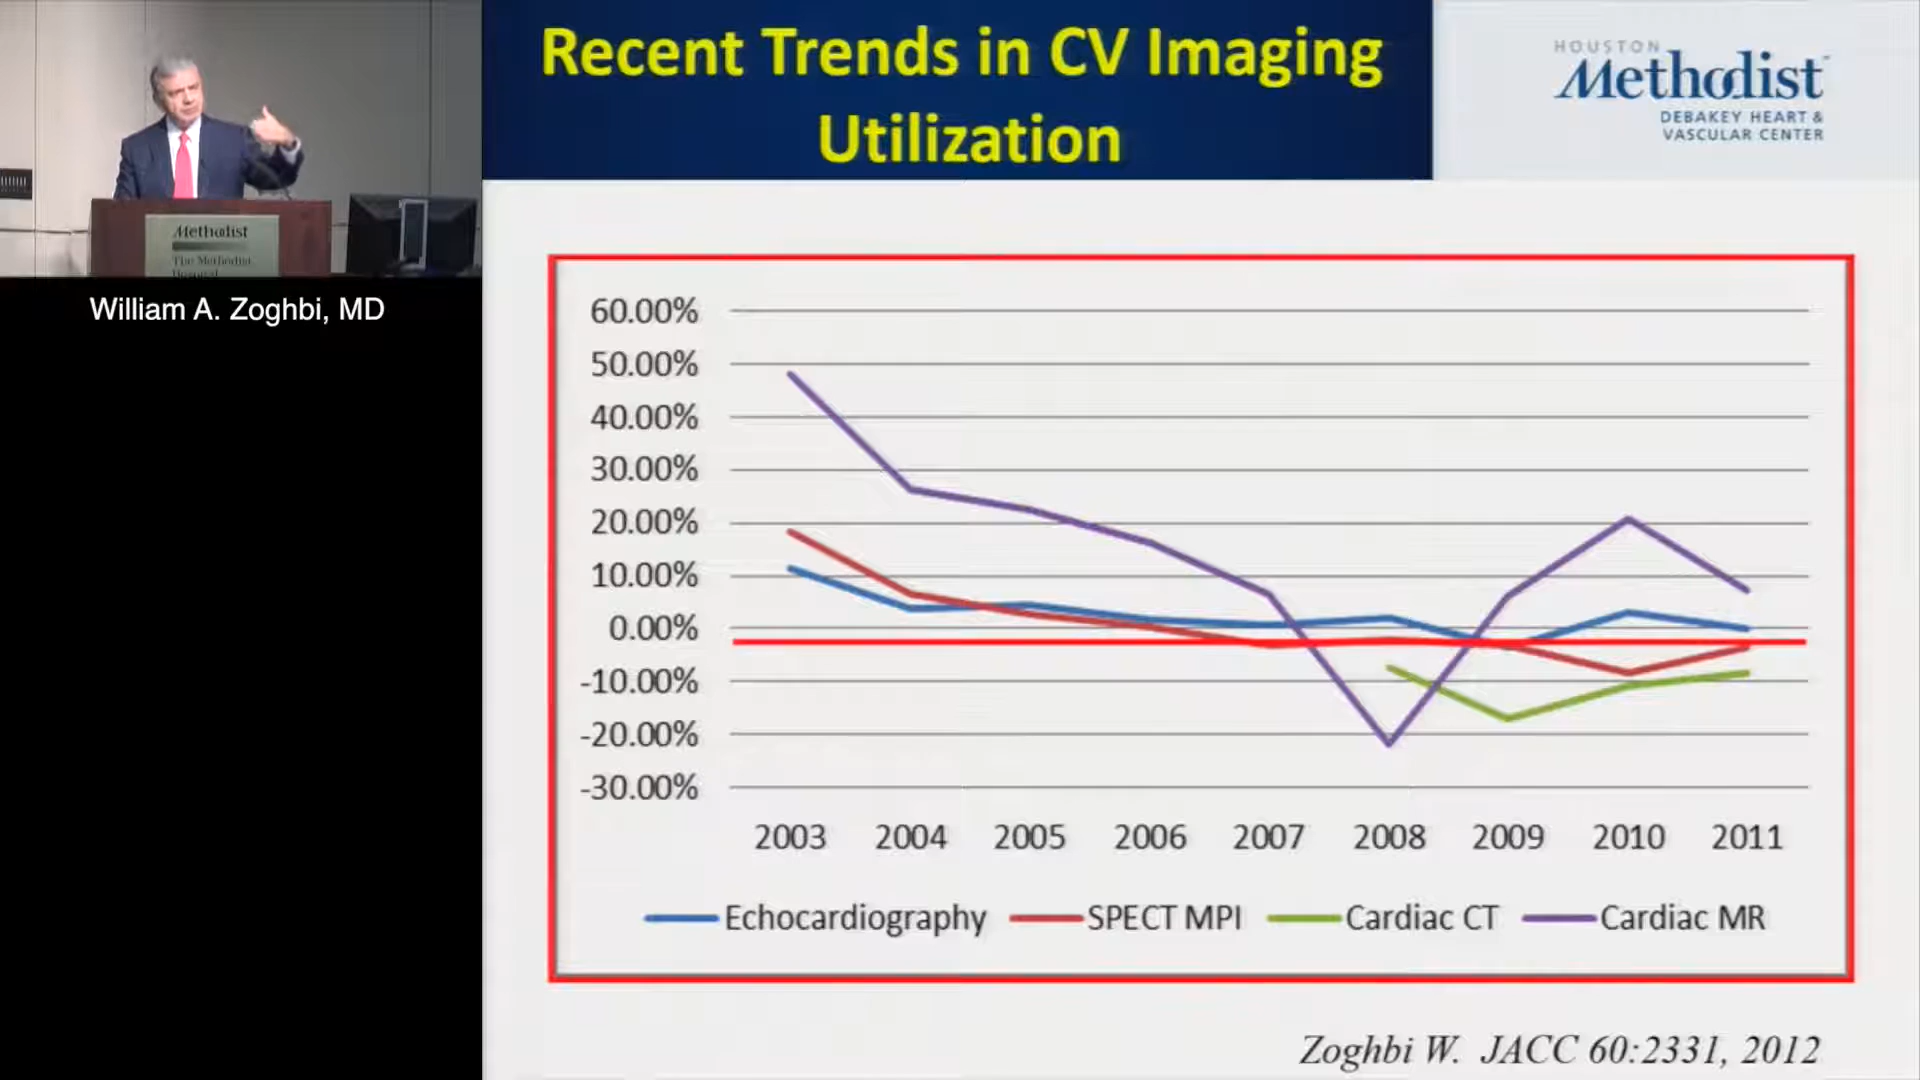 Recent Trends in CV Imaging
Utilization
HOUSTON
Methodist
DEBAKEY HEART &
VASCULAR CENTER
Methodist
The Methodist
Hospital
William A. Zoghbi, MD
60.00%
50.00%
40.00%
30.00%
20.00%
10.00%
0.00%
-10.00%
-20.00%
-30.00%
2003 2004 2005 2006 2007 2008 2009 2010 2011
Echocardiography SPECT MPI Cardiac CT Cardiac MR
Zoghbi W. JACC 60:2331, 2012